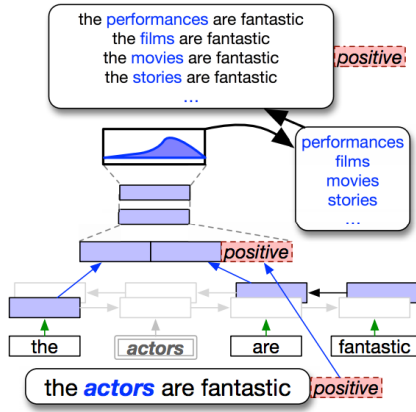 the performances are fantastic
the films are fantastic
the movies are fantastic
the stories are fantastic
...
positive
performances
films
movies
stories
...
positive
the
actors
are
fantastic
the actors are fantastic
positive